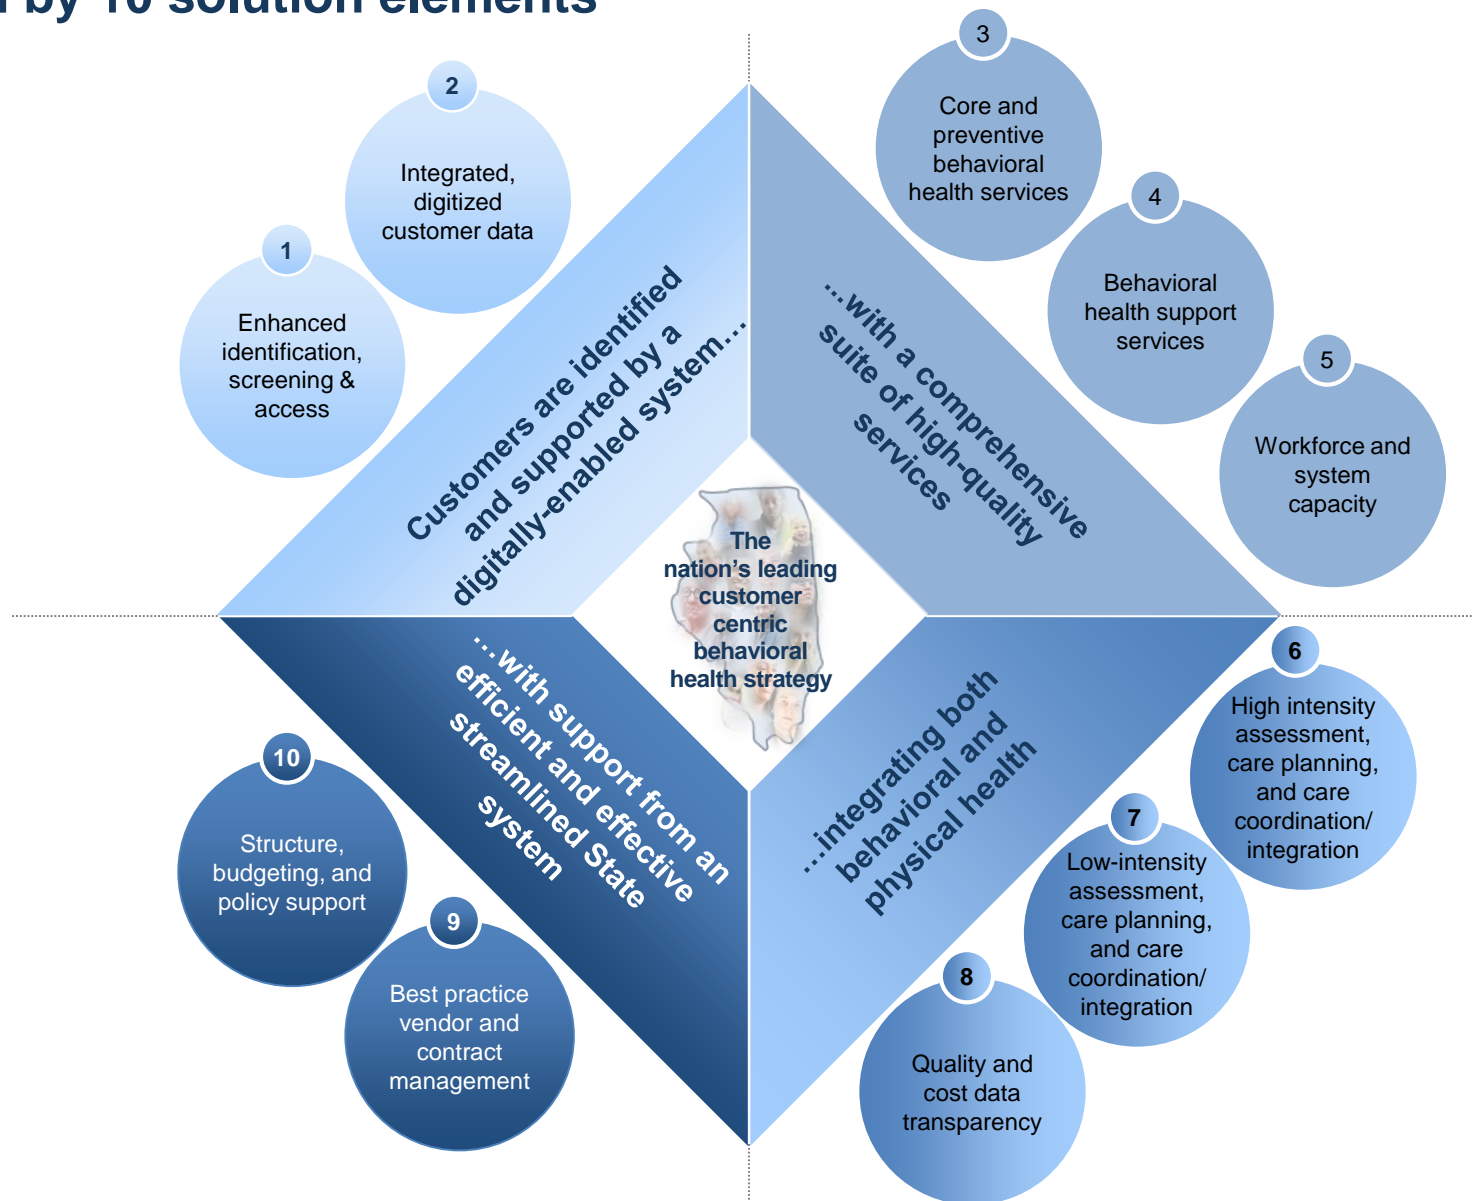 by 10 solution elements
2
Integrated,
digitized
customer data
1
Enhanced
identification,
screening &
access
Customers are identified
and supported by a
digitally-enabled system…
3
Core and
preventive
behavioral
health services
4
Behavioral
health support
services
5
Workforce and
system
capacity
…with a comprehensive
suite of high-quality
services
The
nation's leading
customer
centric
behavioral
health strategy
…integrating both
behavioral and
physical health
6
High intensity
assessment,
care planning,
and care
coordination/
integration
7
Low-intensity
assessment,
care planning,
and care
coordination/
integration
8
Quality and
cost data
transparency
…with support from an
efficient and effective
streamlined State
system
10
Structure,
budgeting, and
policy support
9
Best practice
vendor and
contract
management